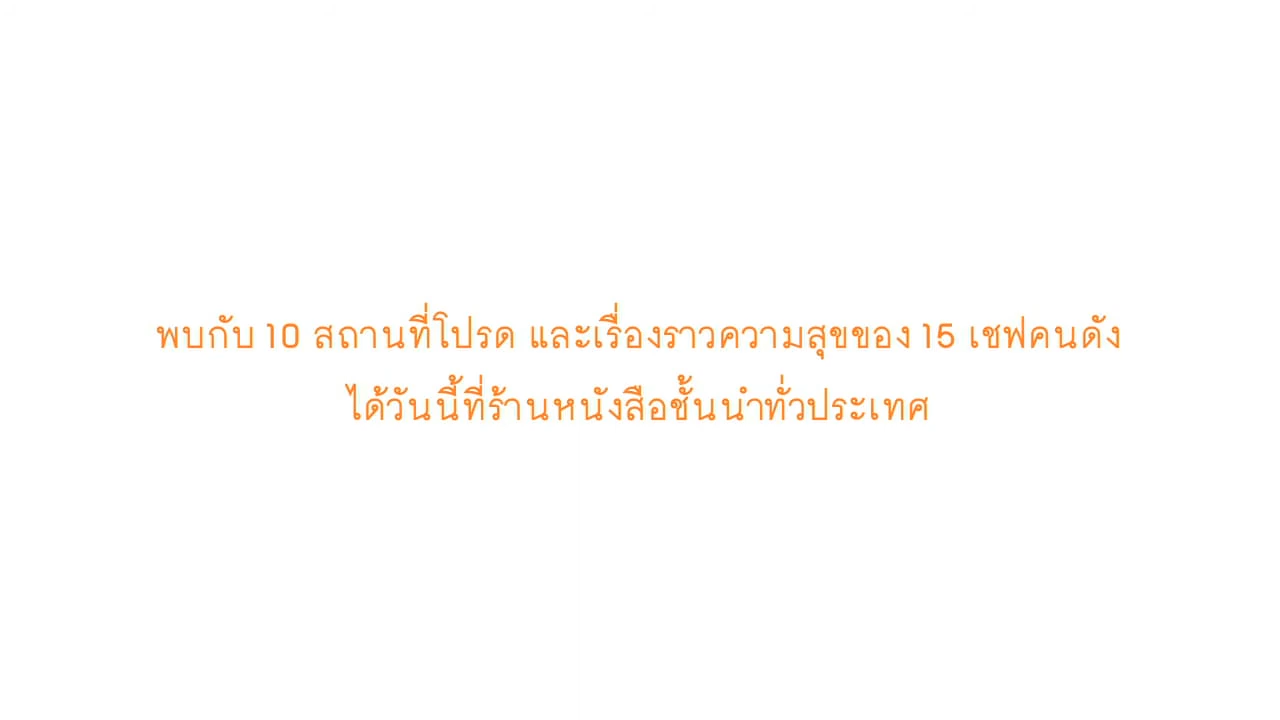 พบกับ 10 สถานที่โปรด และเรื่องราวความสุขของ 15 เชฟคนดัง
ได้วันนี้ที่ร้านหนังสือชั้นนำทั่วประเทศ